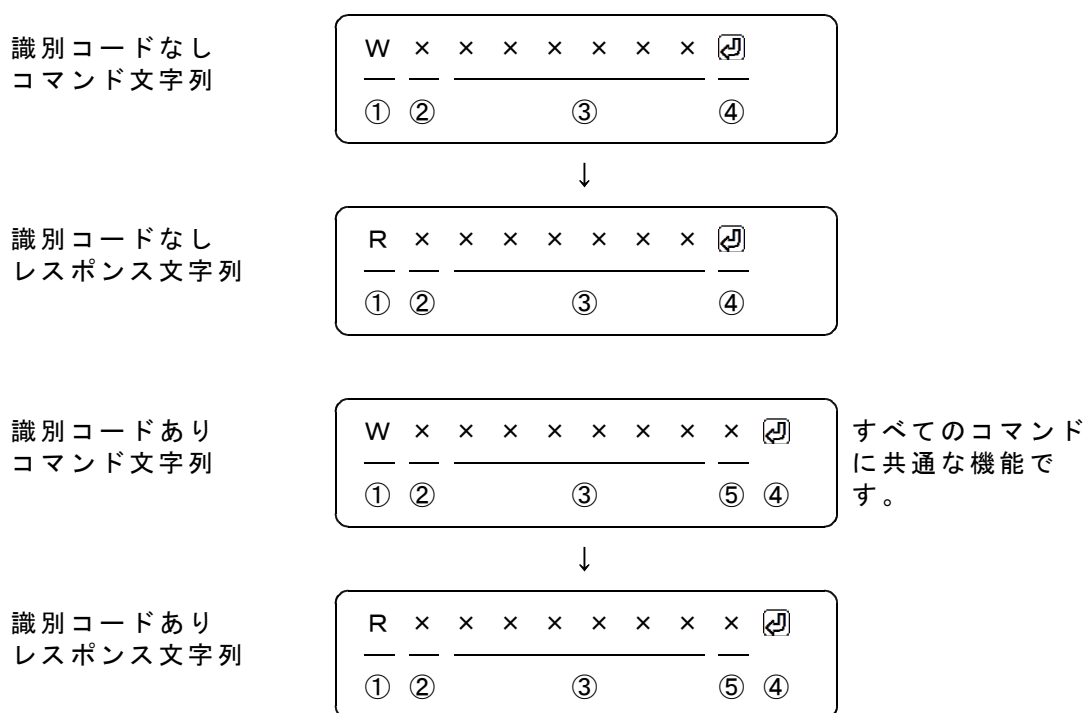 識別コードなし
コマンド文字列
W × × × × × × × ↵
① ② ③ ④
↓
識別コードなし
レスポンス文字列
R × × × × × × × ↵
① ② ③ ④
識別コードあり
コマンド文字列
W × × × × × × × × ↵
① ② ③ ⑤ ④
すべてのコマンド
に共通な機能で
す。
↓
識別コードあり
レスポンス文字列
R × × × × × × × × ↵
① ② ③ ⑤ ④